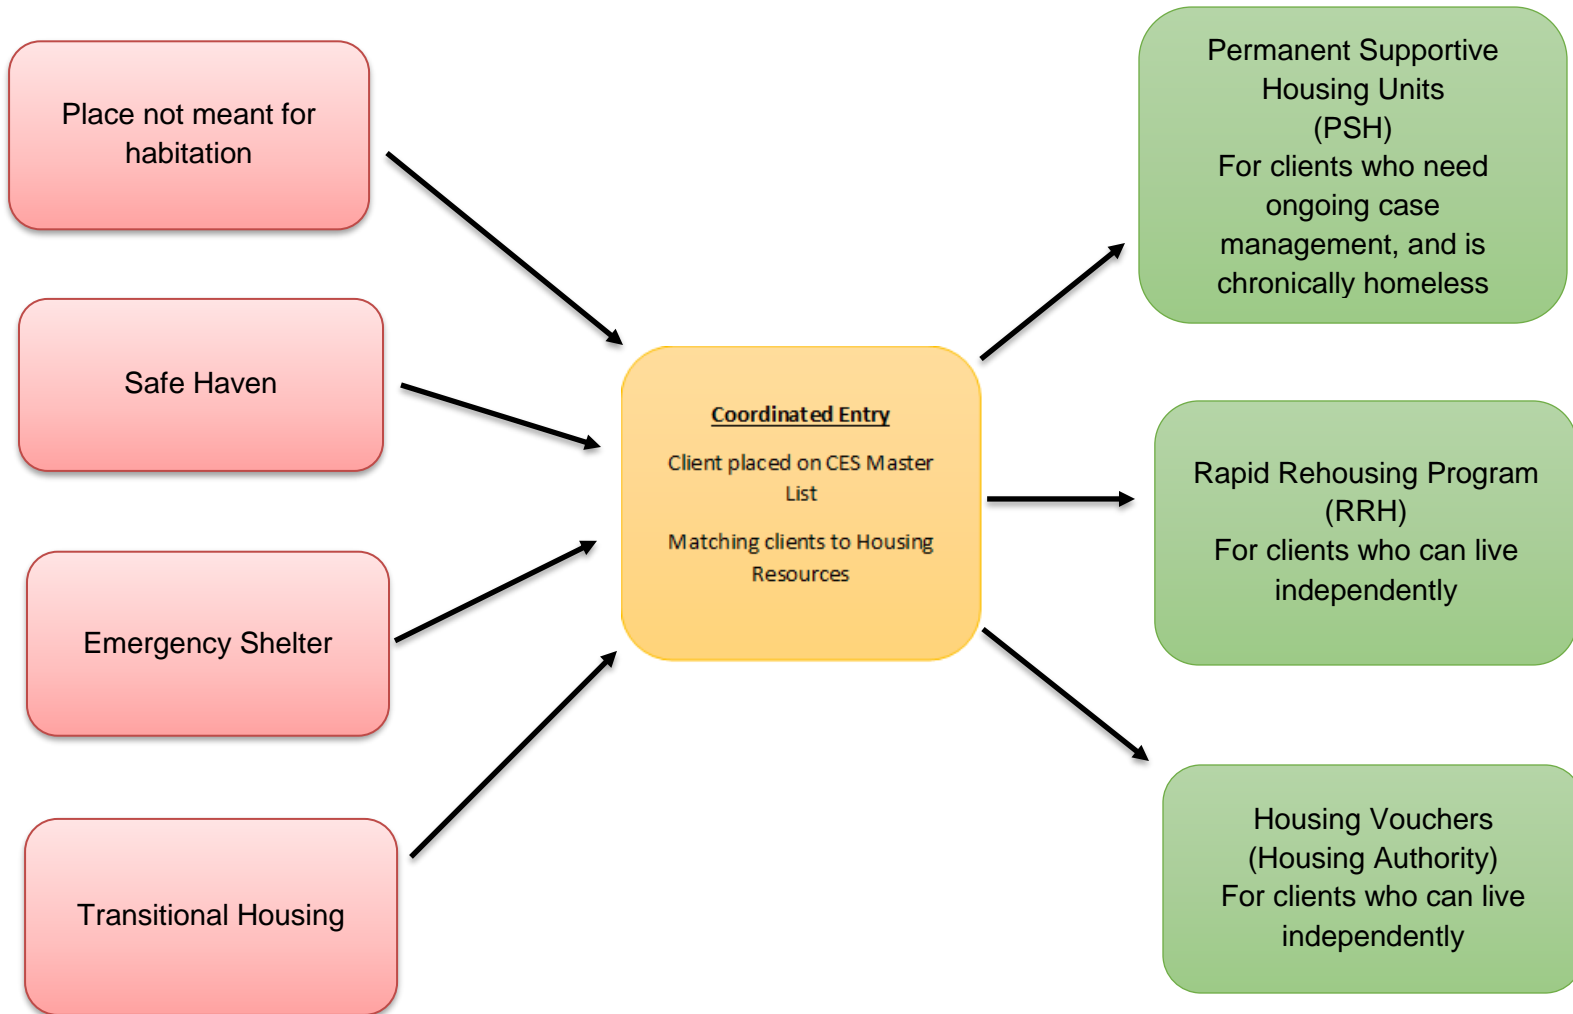 Place not meant for
habitation
Safe Haven
Emergency Shelter
Transitional Housing
Coordinated Entry
Client placed on CES Master
List
Matching clients to Housing
Resources
Permanent Supportive
Housing Units
(PSH)
For clients who need
ongoing case
management, and is
chronically homeless
Rapid Rehousing Program
(RRH)
For clients who can live
independently
Housing Vouchers
(Housing Authority)
For clients who can live
independently